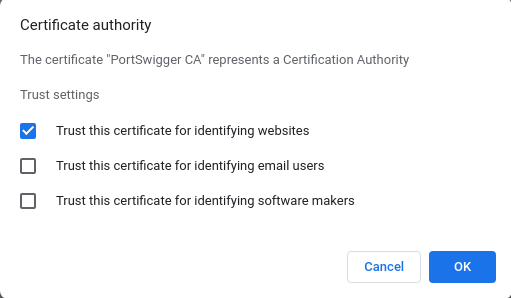 Certificate authority
The certificate "PortSwigger CA" represents a Certification Authority
Trust settings
Trust this certificate for identifying websites
Trust this certificate for identifying email users
Trust this certificate for identifying software makers
Cancel OK